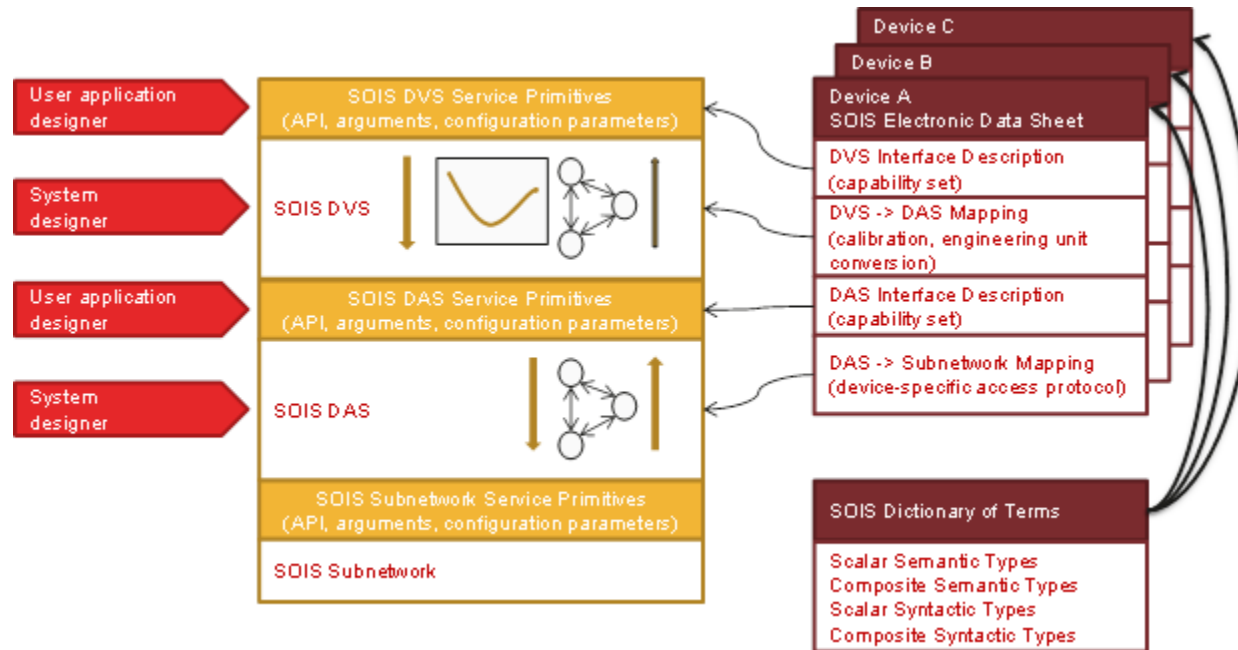 User application
designer
System
designer
User application
designer
System
designer
SOIS DVS Service Primitives
(API, arguments, configuration parameters)
SOIS DVS
SOIS DAS Service Primitives
(API, arguments, configuration parameters)
SOIS DAS
SOIS Subnetwork Service Primitives
(API, arguments, configuration parameters)
SOIS Subnetwork
Device C
Device B
Device A
SOIS Electronic Data Sheet
DVS Interface Description
(capability set)
DVS -> DAS Mapping
(calibration, engineering unit
conversion)
DAS Interface Description
(capability set)
DAS -> Subnetwork Mapping
(device-specific access protocol)
SOIS Dictionary of Terms
Scalar Semantic Types
Composite Semantic Types
Scalar Syntactic Types
Composite Syntactic Types